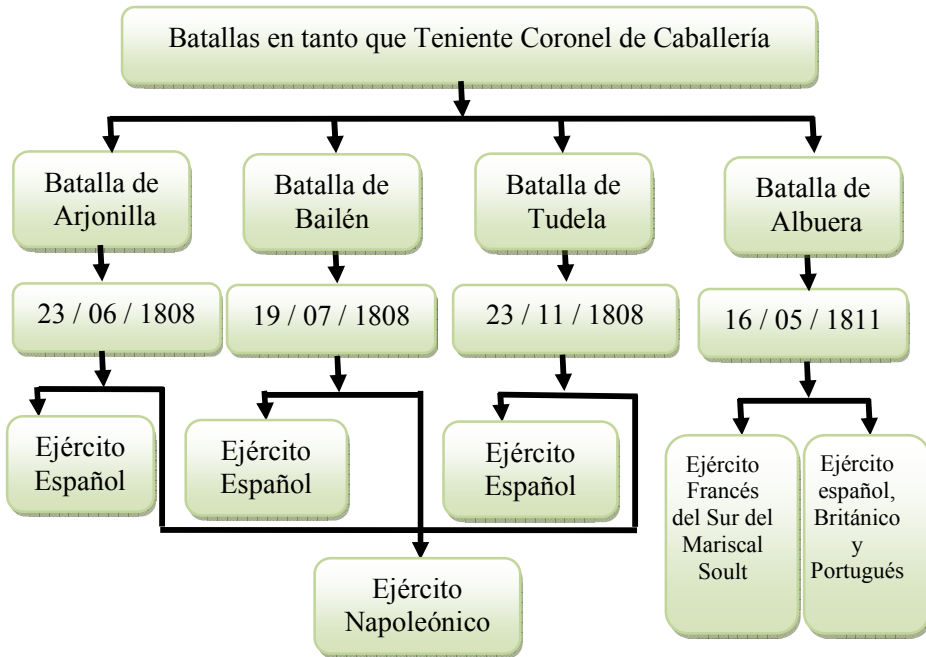 Batallas en tanto que Teniente Coronel de Caballería
Batalla de
Arjonilla
Batalla de
Bailén
Batalla de
Tudela
Batalla de
Albuera
23 / 06 / 1808
19 / 07 / 1808
23 / 11 / 1808
16 / 05 / 1811
Ejército
Español
Ejército
Español
Ejército
Español
Ejército
Francés
del Sur del
Mariscal
Soult
Ejército
español,
Británico
y
Portugués
Ejército
Napoleónico